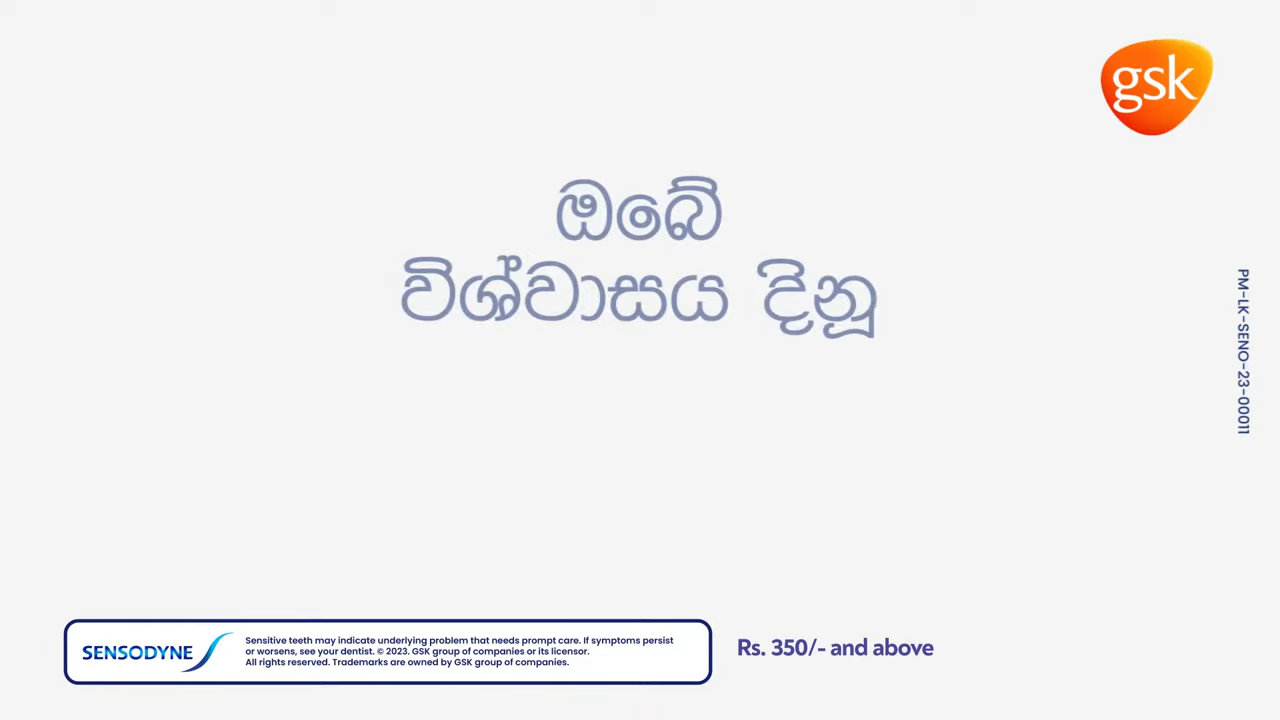 gsk
ඔබේ
විශ්වාසය දිනූ
PM-LK-SENO-23-00011
SENSODYNE
Sensitive teeth may indicate underlying problem that needs prompt care. If symptoms persist
or worsens, see your dentist. © 2023. GSK group of companies or its licensor.
All rights reserved. Trademarks are owned by GSK group of companies.
Rs. 350/- and above